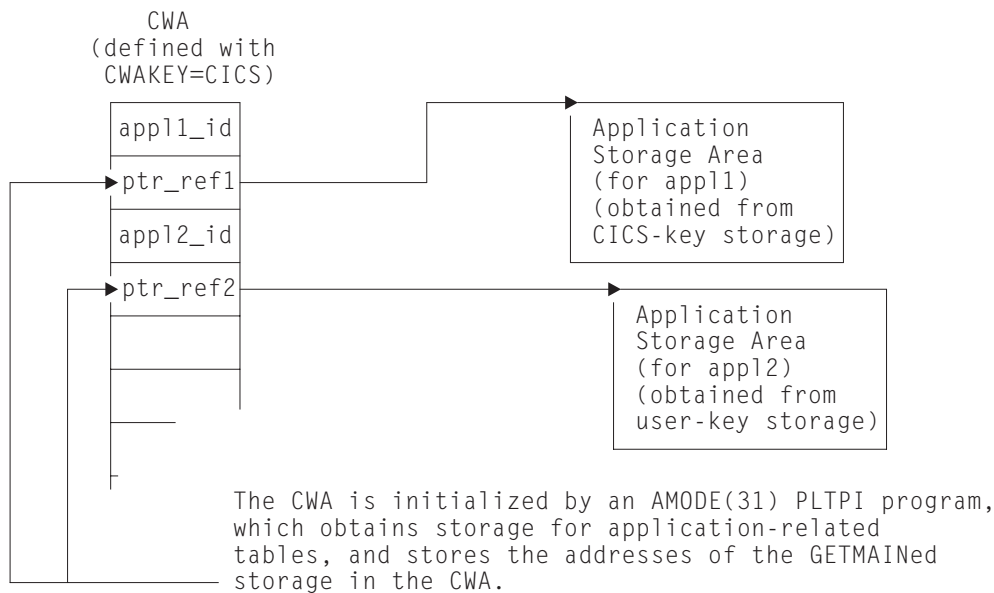 CWA
(defined with
CWAKEY=CICS)
appl1_id
ptr_ref1
appl2_id
ptr_ref2
Application
Storage Area
(for appl1)
(obtained from
CICS-key storage)
Application
Storage Area
(for appl2)
(obtained from
user-key storage)
The CWA is initialized by an AMODE(31) PLTPI program,
which obtains storage for application-related
tables, and stores the addresses of the GETMAINed
storage in the CWA.